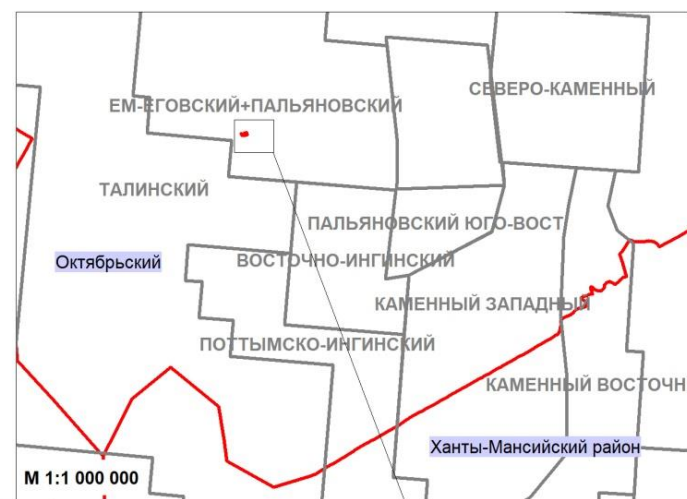 СЕВЕРО-КАМЕННЫЙ
ЕМ-ЕГОВСКИЙ+ПАЛЬЯНОВСКИЙ
ТАЛИНСКИЙ
ПАЛЬЯНОВСКИЙ ЮГО-ВОСТ
Октябрьский
ВОСТОЧНО-ИНГИНСКИЙ
КАМЕННЫЙ ЗАПАДНЫЙ
ПОТТЫМСКО-ИНГИНСКИЙ
КАМЕННЫЙ ВОСТОЧН
Ханты-Мансийский район
М 1:1 000 000